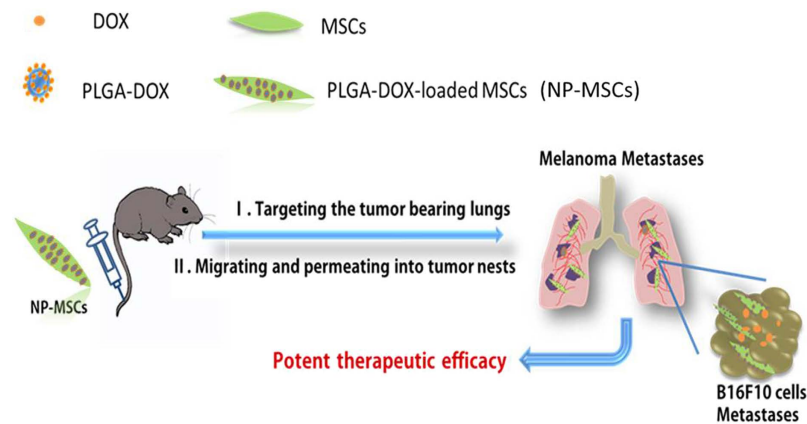 DOX
MSCs
PLGA-DOX
PLGA-DOX-loaded MSCs (NP-MSCs)
Melanoma Metastases
I. Targeting the tumor bearing lungs
II. Migrating and permeating into tumor nests
NP-MSCs
Potent therapeutic efficacy
B16F10 cells
Metastases